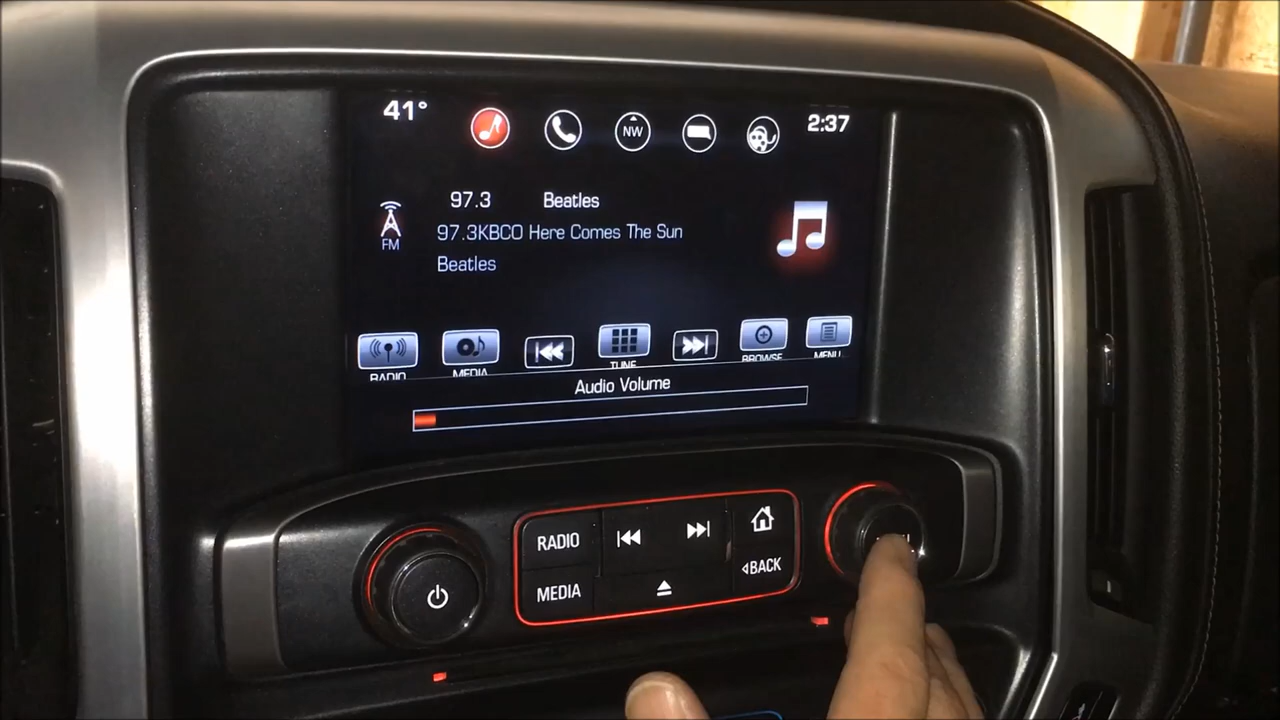 41° NW 2:37
97.3 Beatles
FM 97.3KBCO Here Comes The Sun
Beatles
RADIO MEDIA TUNE BROWSE MENU
Audio Volume
RADIO
MEDIA
BACK